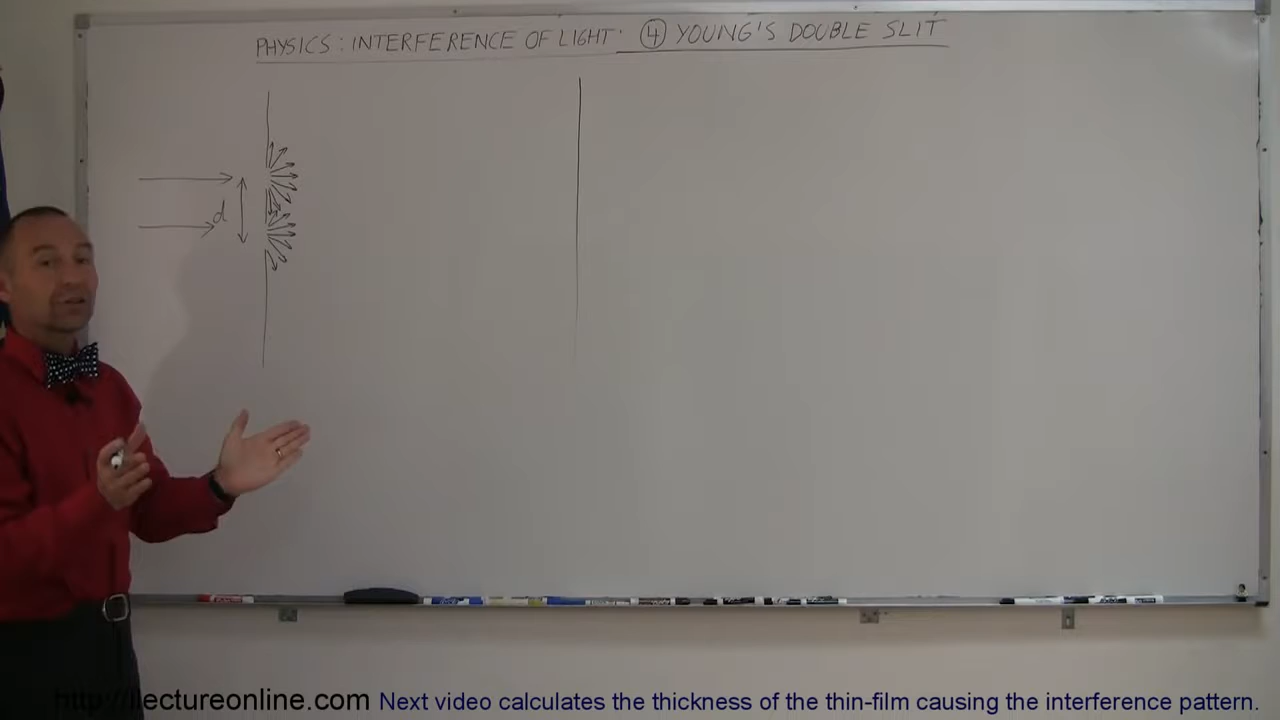 PHYSICS: INTERFERENCE OF LIGHT: ④ YOUNG'S DOUBLE SLIT
d
http://ilectureonline.com Next video calculates the thickness of the thin-film causing the interference pattern.